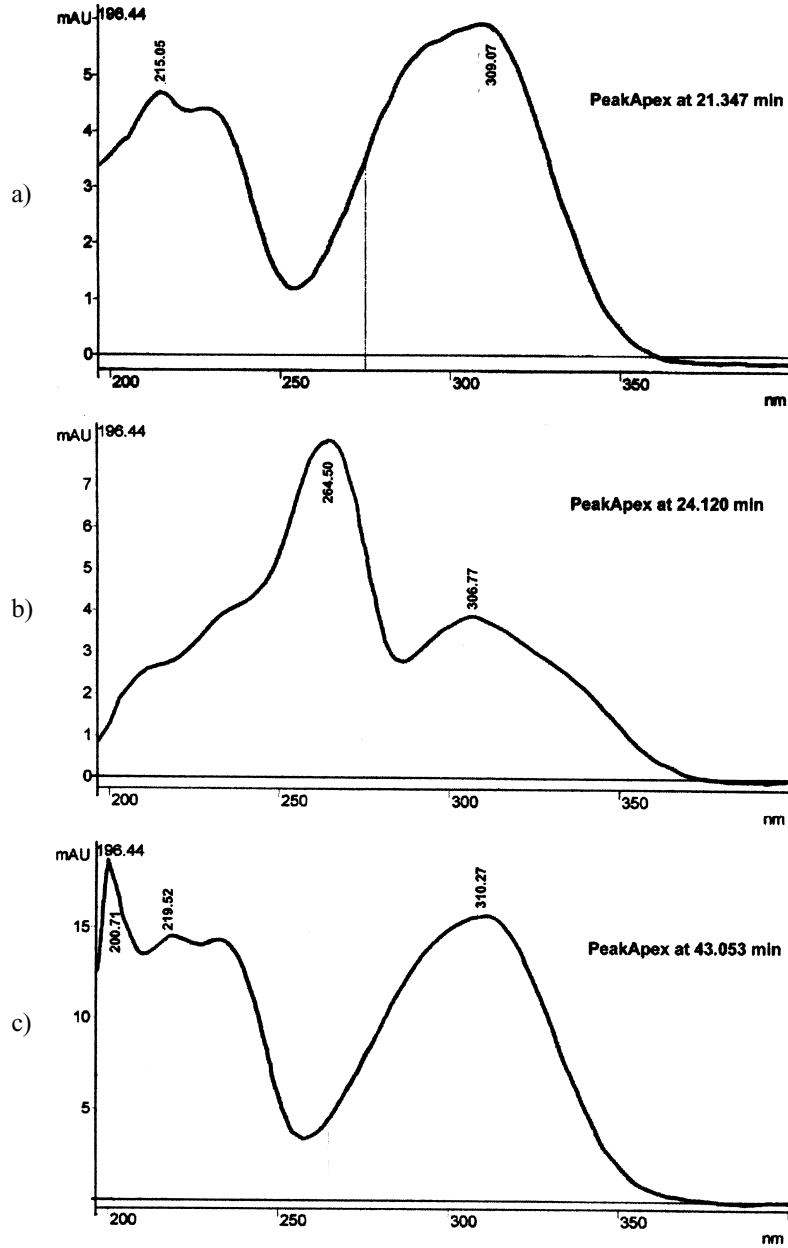 a)
mAU 196.44
215.05
309.07
PeakApex at 21.347 min
5
4
3
2
1
0
200 250 300 350
nm
b)
mAU 196.44
264.50
306.77
PeakApex at 24.120 min
7
6
5
4
3
2
1
0
200 250 300 350
nm
c)
mAU 196.44
200.71
219.52
310.27
PeakApex at 43.053 min
15
10
5
200 250 300 350
nm